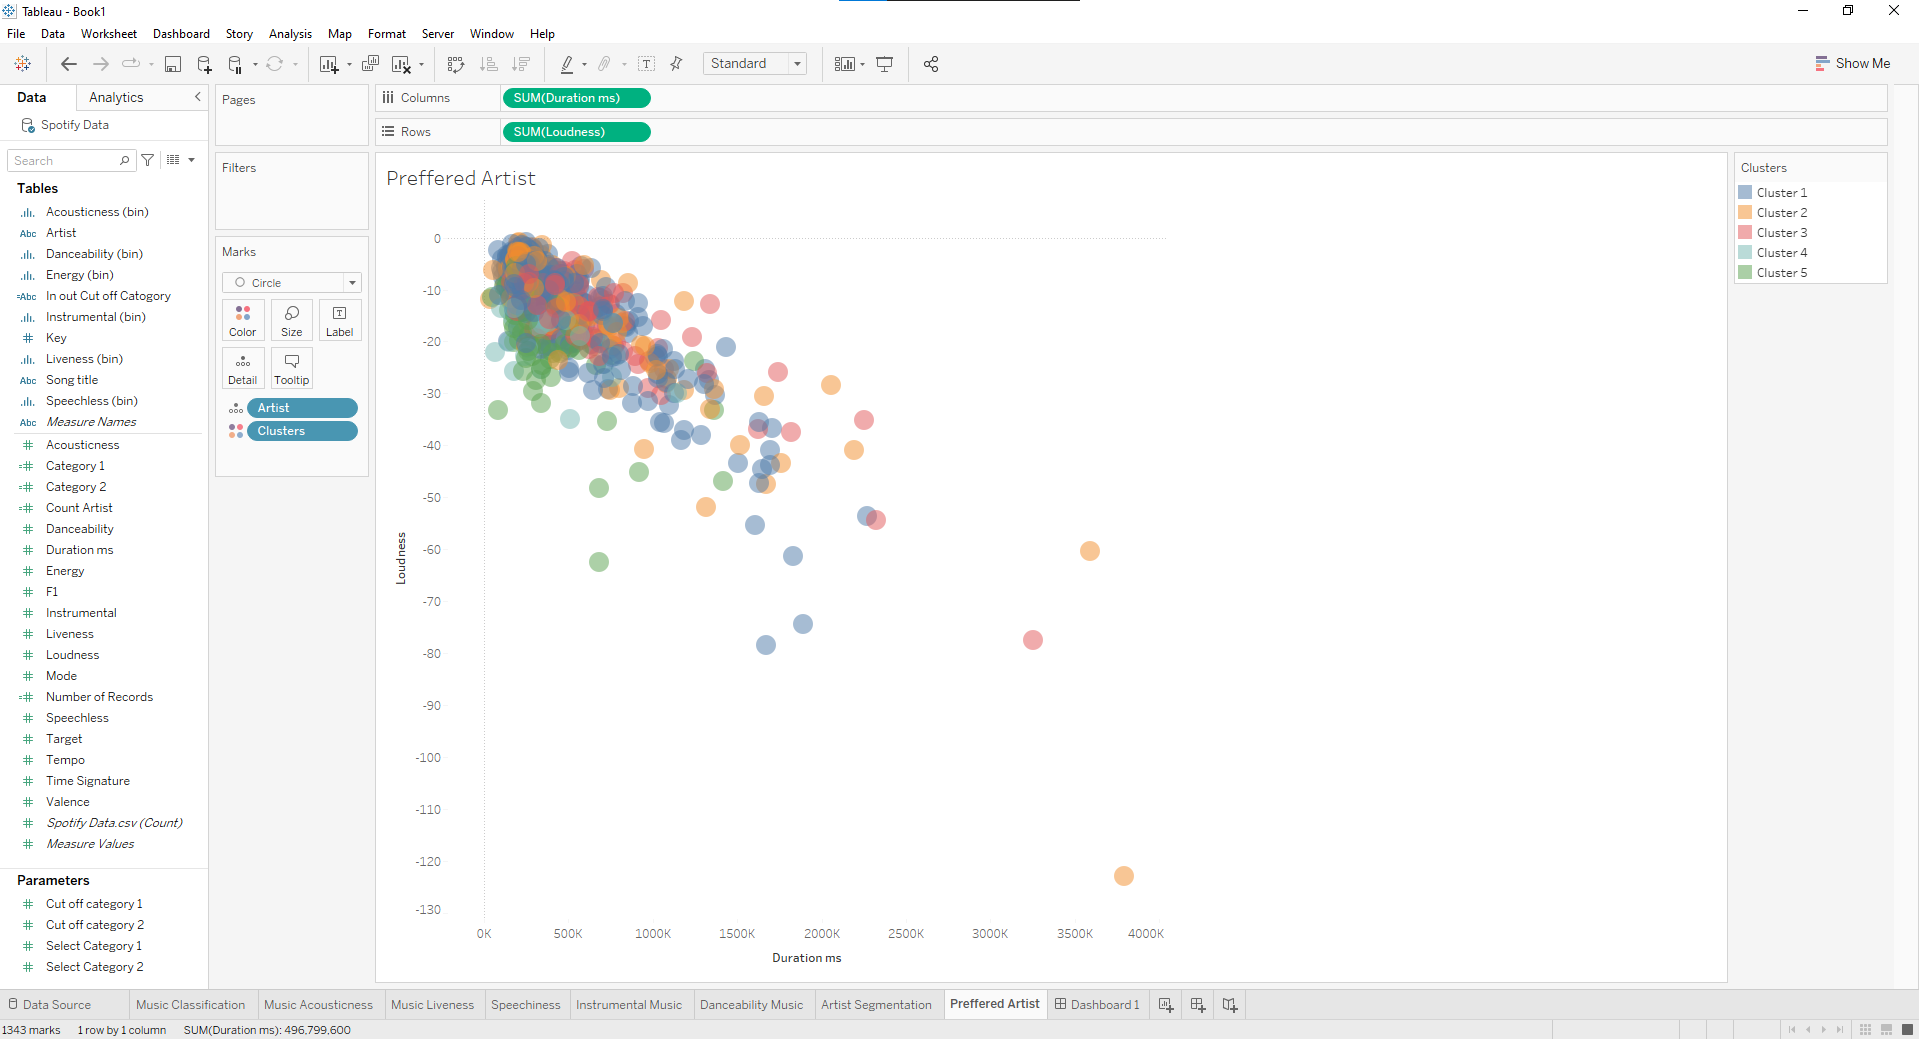 Tableau - Book1
File Data Worksheet Dashboard Story Analysis Map Format Server Window Help
Standard
Show Me
Data Analytics
Spotify Data
Search
Tables
Acousticness (bin)
Abc Artist
Danceability (bin)
Energy (bin)
=Abc In out Cut off Catogory
Instrumental (bin)
# Key
Liveness (bin)
Abc Song title
Speechless (bin)
Abc Measure Names
# Acousticness
=# Category 1
=# Category 2
=# Count Artist
# Danceability
# Duration ms
# Energy
# F1
# Instrumental
# Liveness
# Loudness
# Mode
=# Number of Records
# Speechless
# Target
# Tempo
# Time Signature
# Valence
# Spotify Data.csv (Count)
# Measure Values
Parameters
# Cut off category 1
# Cut off category 2
# Select Category 1
# Select Category 2
Pages
Filters
Marks
Circle
Color Size Label
Detail Tooltip
Artist
Clusters
Columns SUM(Duration ms)
Rows SUM(Loudness)
Preffered Artist
0
-10
-20
-30
-40
-50
-60
-70
-80
-90
-100
-110
-120
-130
Loudness
0K 500K 1000K 1500K 2000K 2500K 3000K 3500K 4000K
Duration ms
Clusters
Cluster 1
Cluster 2
Cluster 3
Cluster 4
Cluster 5
Data Source Music Classification Music Acousticness Music Liveness Speechiness Instrumental Music Danceability Music Artist Segmentation Preffered Artist Dashboard 1
1343 marks 1 row by 1 column SUM(Duration ms): 496,799,600